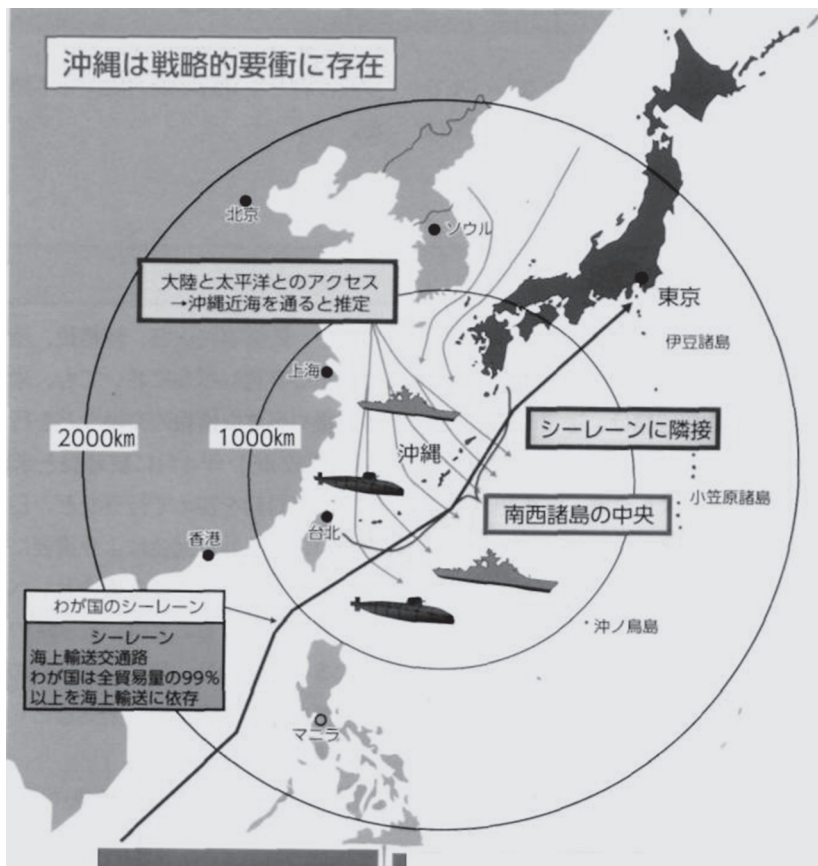 沖縄は戦略的要衝に存在
北京
ソウル
大陸と太平洋とのアクセス
→沖縄近海を通ると推定
東京
伊豆諸島
上海
2000km
1000km
シーレーンに隣接
沖縄
小笠原諸島
南西諸島の中央
台北
香港
わが国のシーレーン
シーレーン
海上輸送交通路
わが国は全貿易量の99%
以上を海上輸送に依存
沖ノ鳥島
マニラ